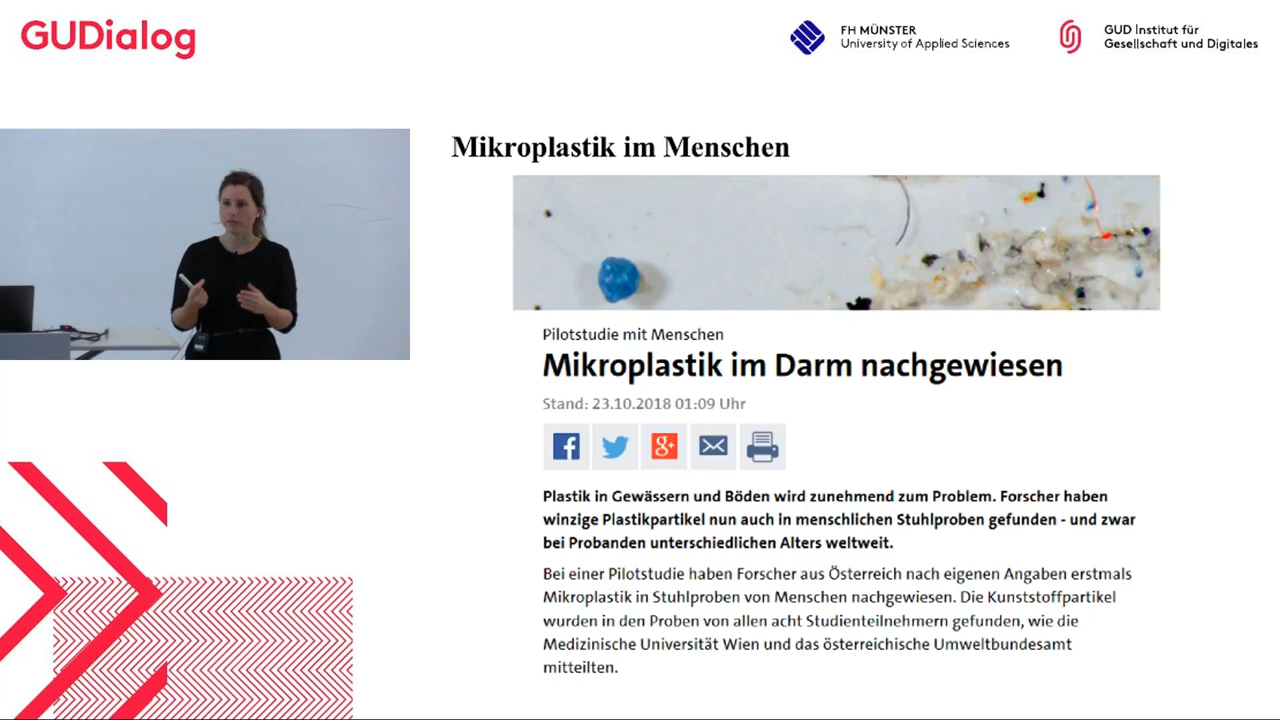 GUDialog
FH MÜNSTER
University of Applied Sciences
GUD Institut für
Gesellschaft und Digitales
Mikroplastik im Menschen
Pilotstudie mit Menschen
Mikroplastik im Darm nachgewiesen
Stand: 23.10.2018 01:09 Uhr
Plastik in Gewässern und Böden wird zunehmend zum Problem. Forscher haben
winzige Plastikpartikel nun auch in menschlichen Stuhlproben gefunden - und zwar
bei Probanden unterschiedlichen Alters weltweit.
Bei einer Pilotstudie haben Forscher aus Österreich nach eigenen Angaben erstmals
Mikroplastik in Stuhlproben von Menschen nachgewiesen. Die Kunststoffpartikel
wurden in den Proben von allen acht Studienteilnehmern gefunden, wie die
Medizinische Universität Wien und das österreichische Umweltbundesamt
mitteilten.